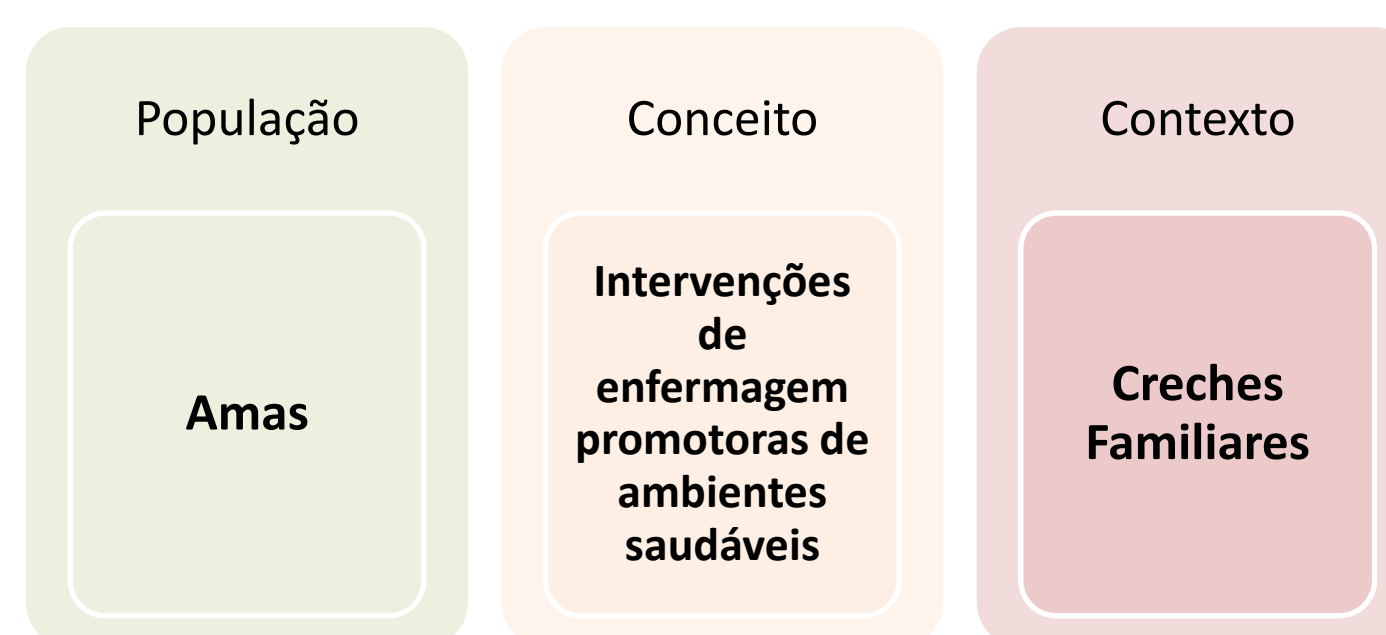 População
Amas
Conceito
Intervenções
de
enfermagem
promotoras de
ambientes
saudáveis
Contexto
Creches
Familiares